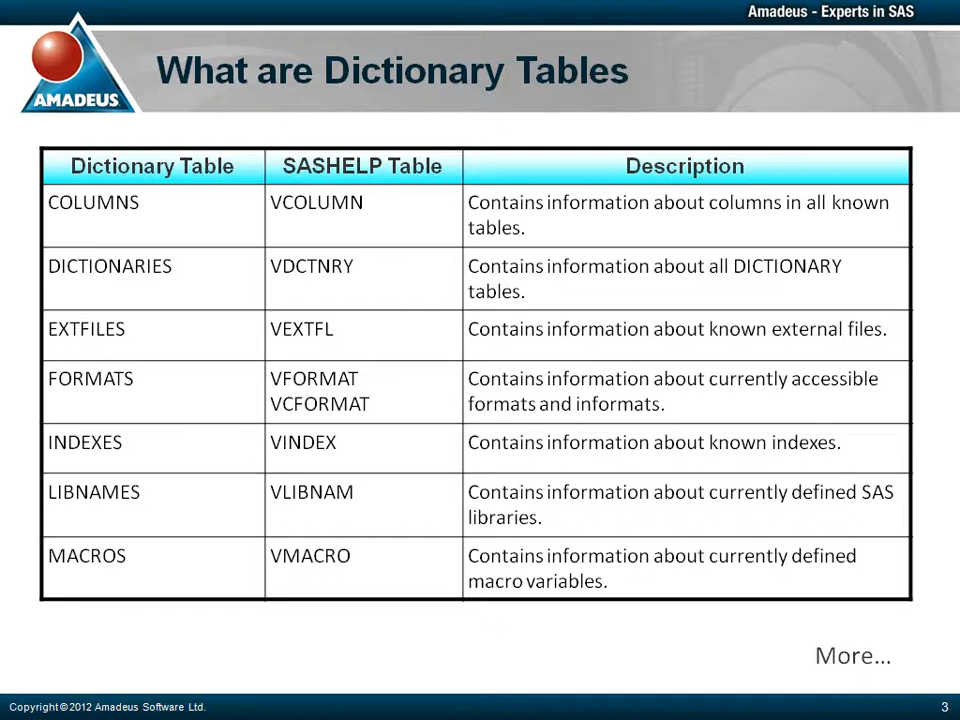 Amadeus - Experts in SAS
AMADEUS
What are Dictionary Tables
Dictionary Table SASHELP Table Description
COLUMNS VCOLUMN Contains information about columns in all known
tables.
DICTIONARIES VDCTNRY Contains information about all DICTIONARY
tables.
EXTFILES VEXTFL Contains information about known external files.
FORMATS VFORMAT Contains information about currently accessible
VCFORMAT formats and informats.
INDEXES VINDEX Contains information about known indexes.
LIBNAMES VLIBNAM Contains information about currently defined SAS
libraries.
MACROS VMACRO Contains information about currently defined
macro variables.
More...
Copyright©2012 Amadeus Software Ltd. 3